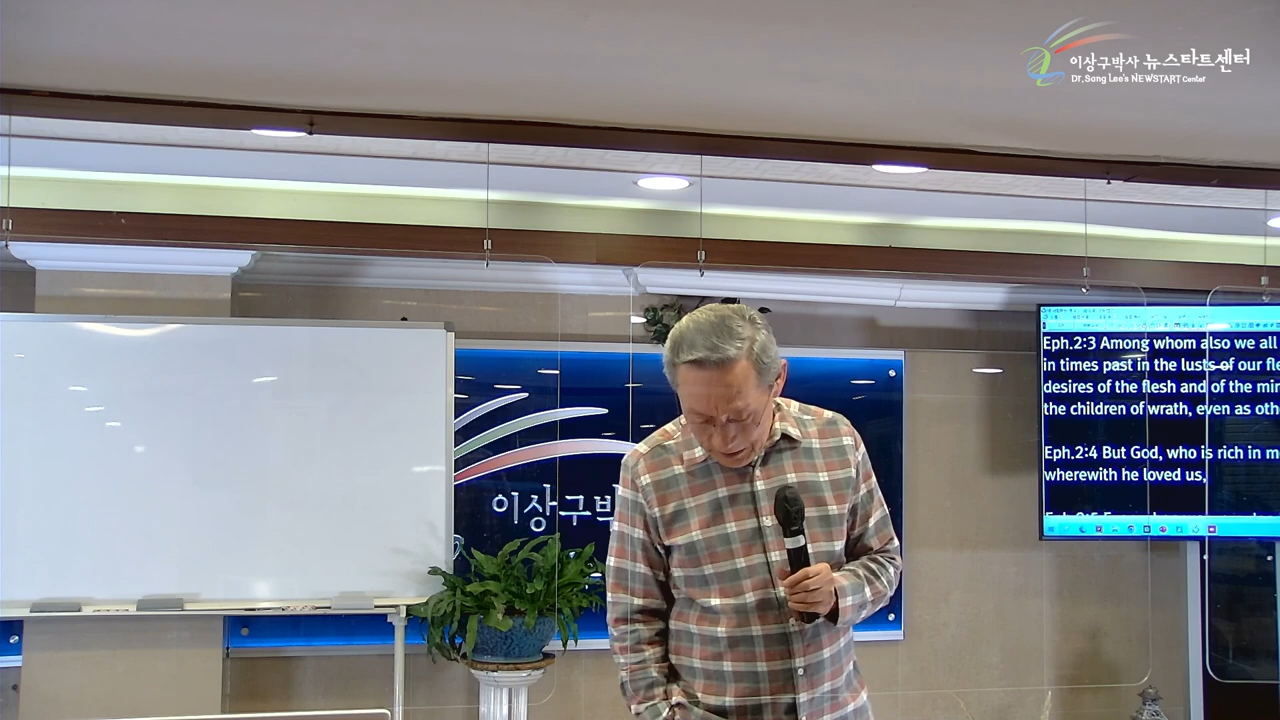 이상구박사 뉴스타트센터
Dr. Sang Lee's NEWSTART Center
이상구박
Eph.2:3 Among whom also we all
in times past in the lusts of our fle
desires of the flesh and of the min
the children of wrath, even as oth
Eph.2:4 But God, who is rich in me
wherewith he loved us,